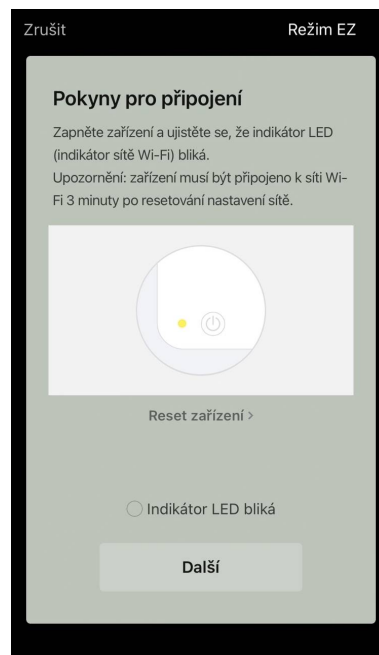 Zrušit
Režim EZ
Pokyny pro připojení
Zapněte zařízení a ujistěte se, že indikátor LED
(indikátor sítě Wi-Fi) bliká.
Upozornění: zařízení musí být připojeno k síti Wi-
Fi 3 minuty po resetování nastavení sítě.
Reset zařízení >
Indikátor LED bliká
Další